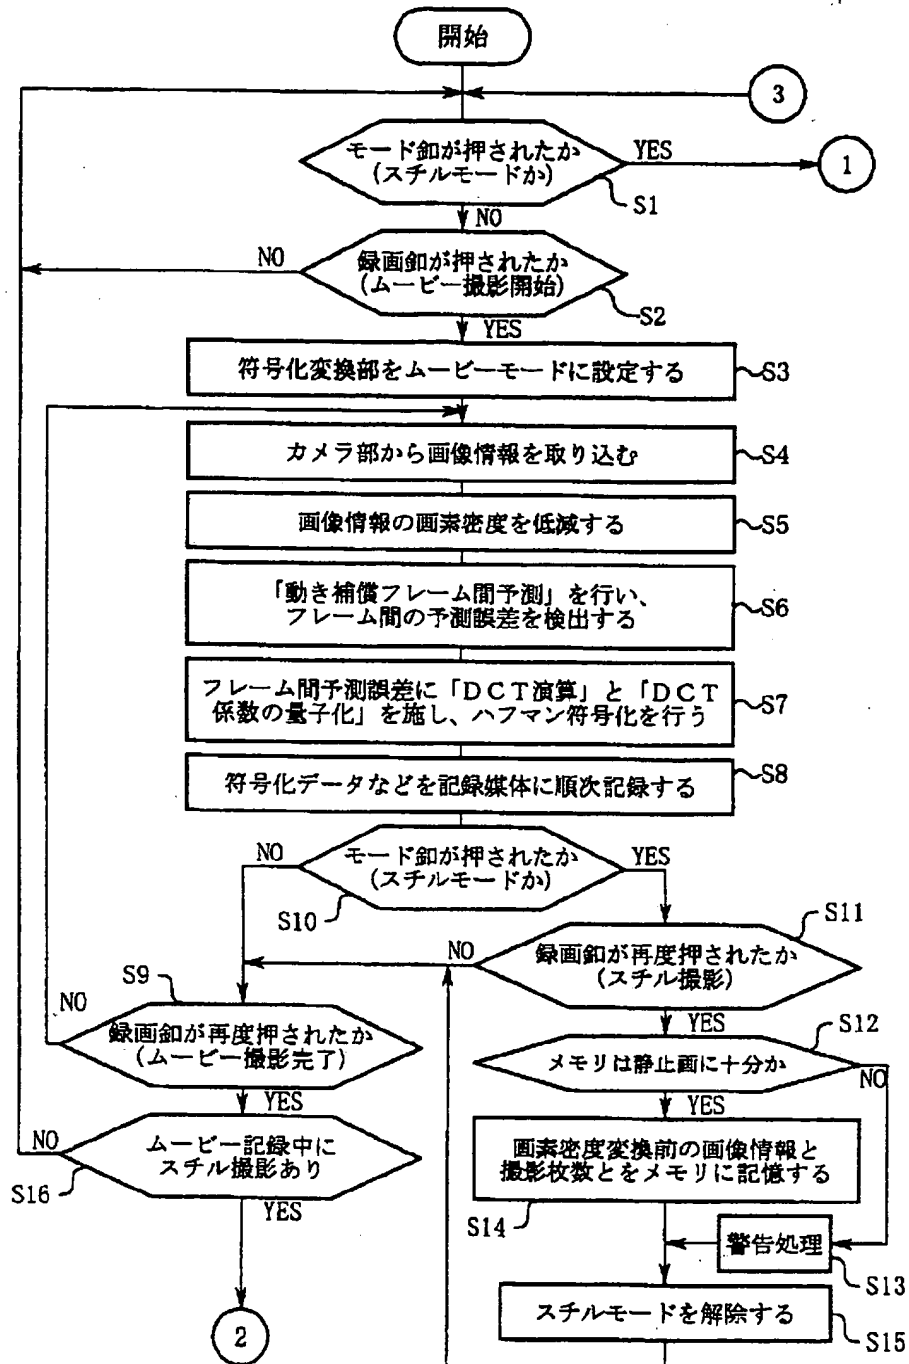 開始
3
モード釦が押されたか
(スチルモードか)
YES
1
S1
NO
録画釦が押されたか
(ムービー撮影開始)
NO
S2
YES
符号化変換部をムービーモードに設定する
S3
カメラ部から画像情報を取り込む
S4
画像情報の画素密度を低減する
S5
「動き補償フレーム間予測」を行い、
フレーム間の予測誤差を検出する
S6
フレーム間予測誤差に「DCT演算」と「DCT
係数の量子化」を施し、ハフマン符号化を行う
S7
符号化データなどを記録媒体に順次記録する
S8
モード釦が押されたか
(スチルモードか)
NO
YES
S10
S11
録画釦が再度押されたか
(スチル撮影)
NO
YES
S9
録画釦が再度押されたか
(ムービー撮影完了)
NO
YES
S12
メモリは静止画に十分か
NO
YES
ムービー記録中に
スチル撮影あり
NO
S16
YES
画素密度変換前の画像情報と
撮影枚数とをメモリに記憶する
S14
警告処理
S13
スチルモードを解除する
S15
2